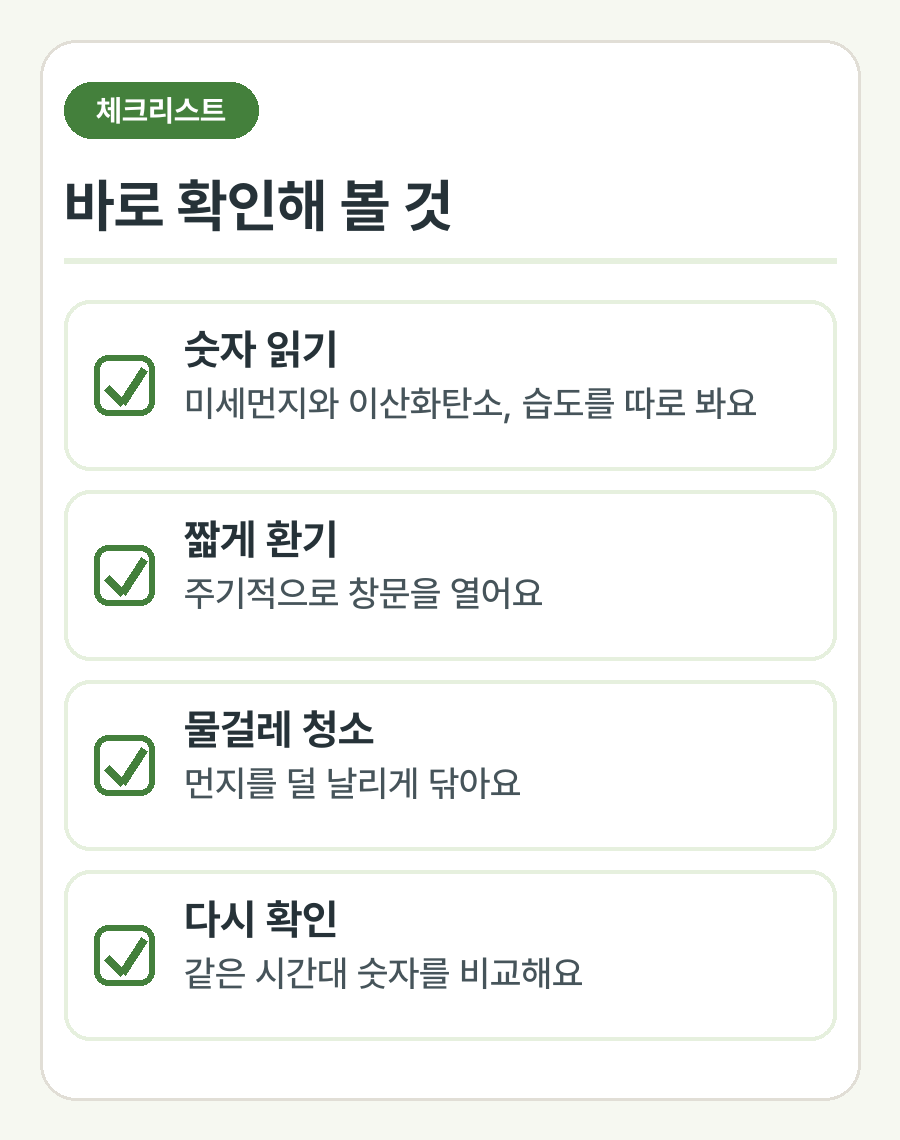 체크리스트
바로 확인해 볼 것
숫자 읽기
미세먼지와 이산화탄소, 습도를 따로 봐요
짧게 환기
주기적으로 창문을 열어요
물걸레 청소
먼지를 덜 날리게 닦아요
다시 확인
같은 시간대 숫자를 비교해요